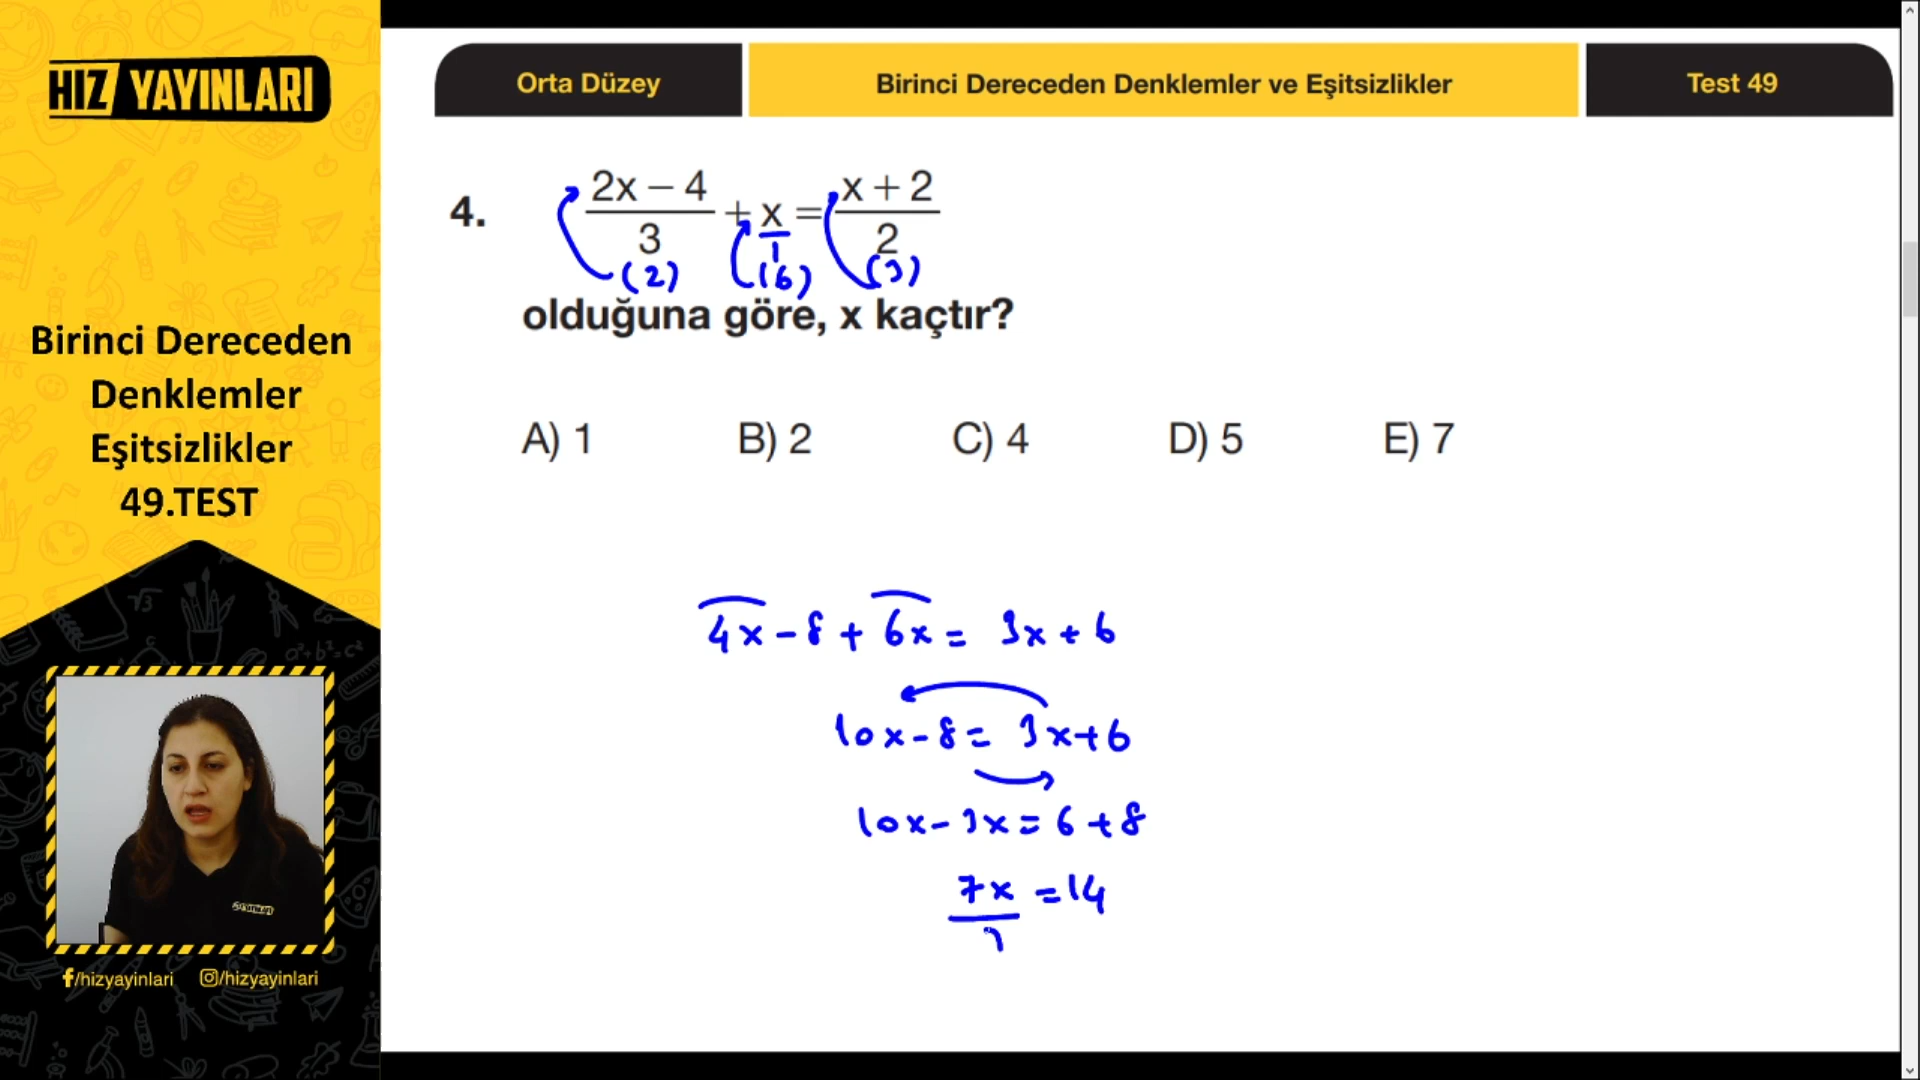 HIZ YAYINLARI
Birinci Dereceden
Denklemler
Eşitsizlikler
49.TEST
f/hizyayinlari /hizyayinlari
Orta Düzey
Birinci Dereceden Denklemler ve Eşitsizlikler
Test 49
4. (2x – 4)/3 + x/1 = (x + 2)/2
(2) (6) (3)
olduğuna göre, x kaçtır?
A) 1 B) 2 C) 4 D) 5 E) 7
4x - 8 + 6x = 3x + 6
10x - 8 = 3x + 6
10x - 3x = 6 + 8
7x = 14